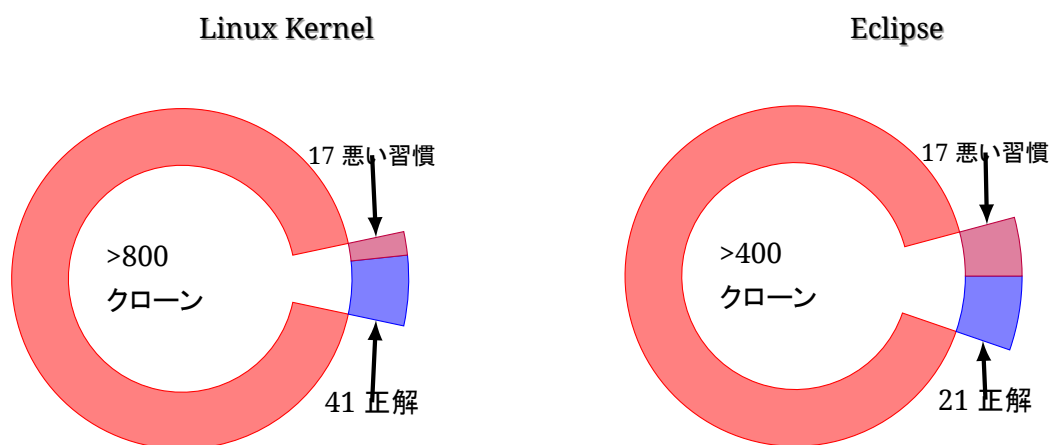 Linux Kernel
Eclipse
17 悪い習慣
>800
クローン
41 正解
17 悪い習慣
>400
クローン
21 正解